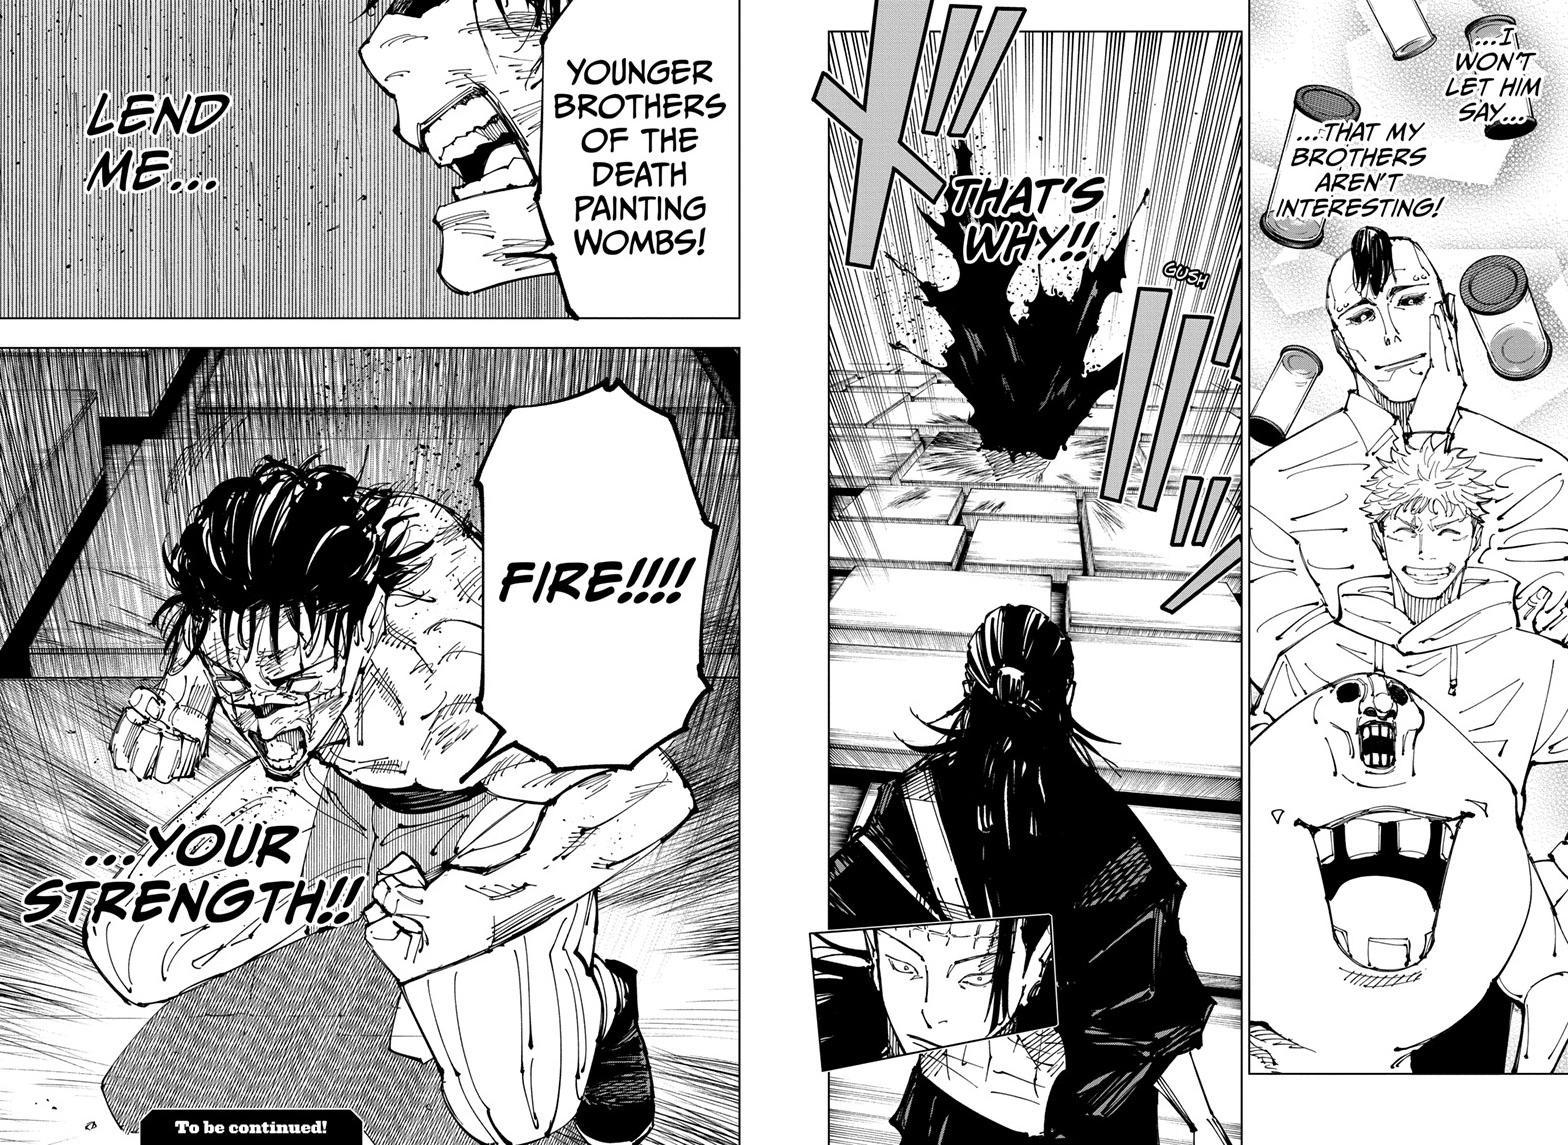 ...I
WON'T
LET HIM
SAY...
...THAT MY
BROTHERS
AREN'T
INTERESTING!
THAT'S
WHY!!
GUSH
YOUNGER
BROTHERS
OF THE
DEATH
PAINTING
WOMBS!
LEND
ME...
FIRE!!!!
...YOUR
STRENGTH!!
To be continued!